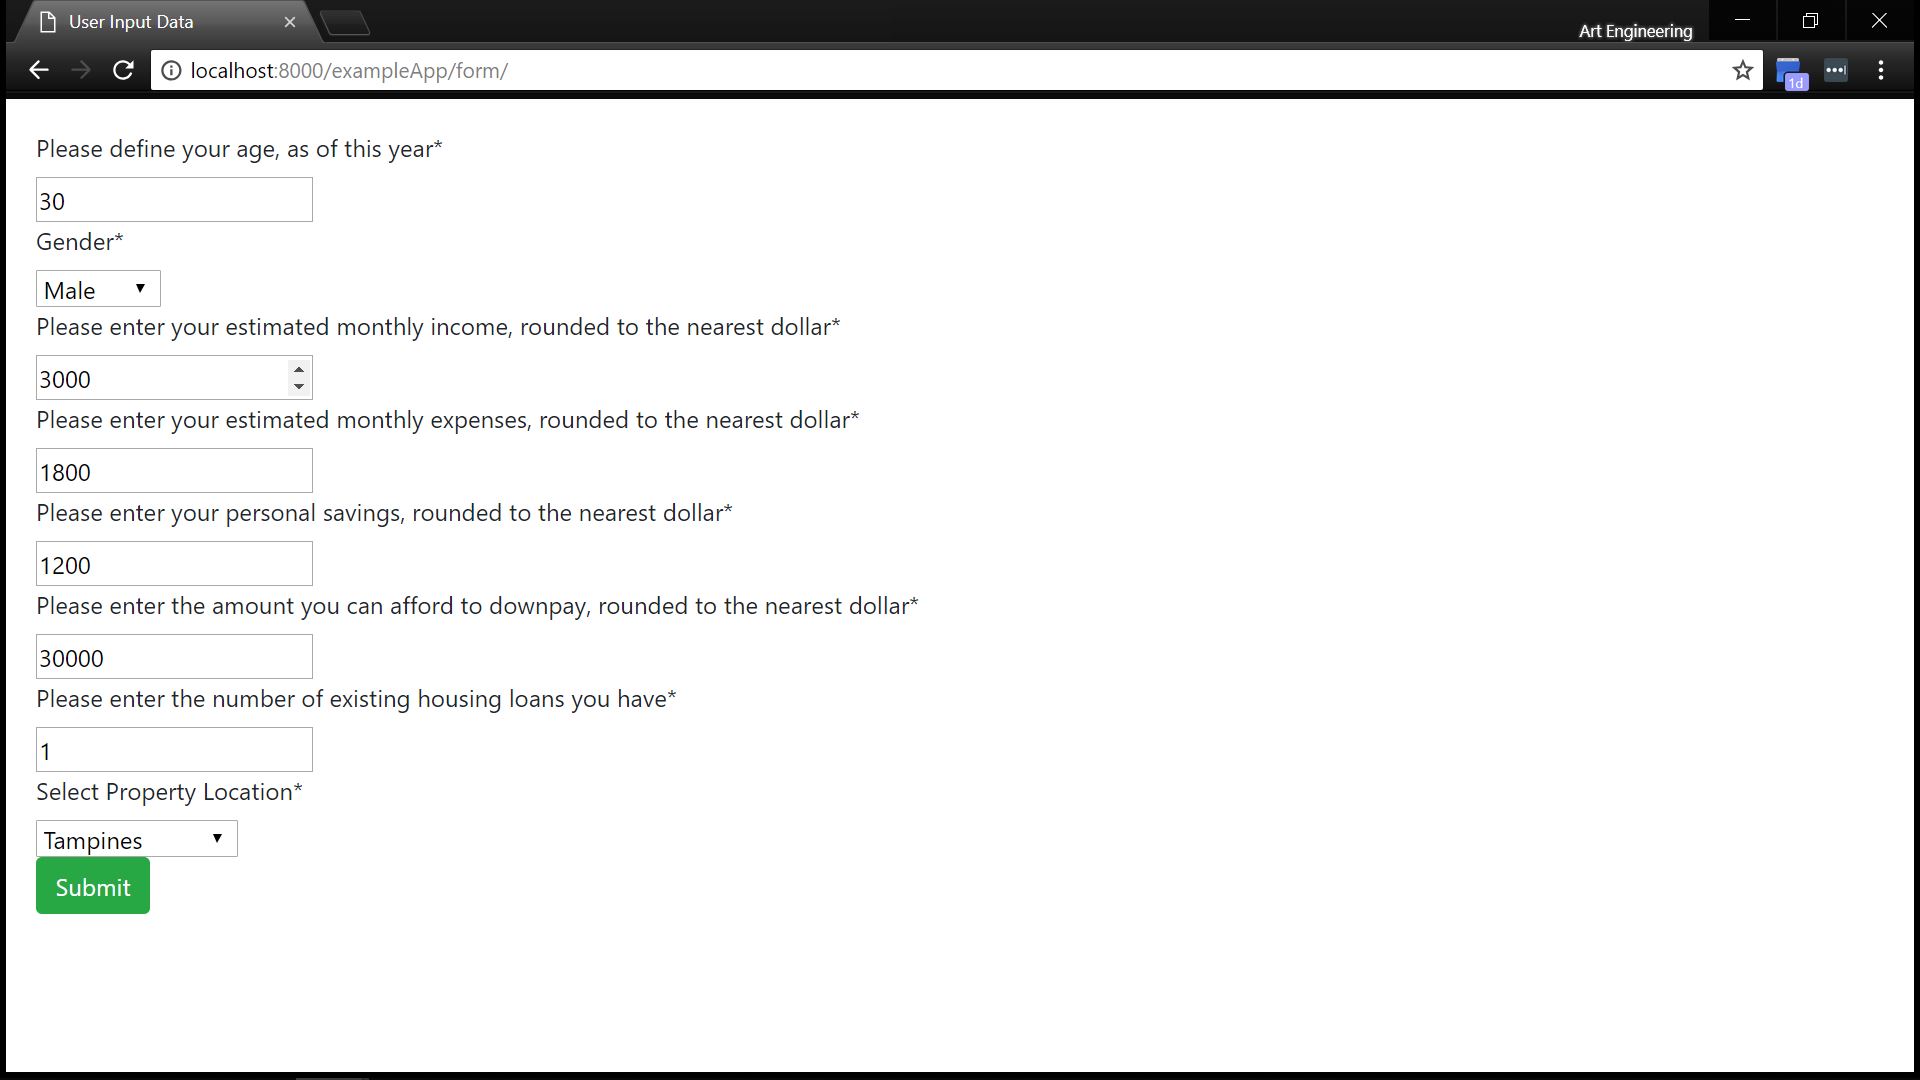 User Input Data
Art Engineering
localhost:8000/exampleApp/form/
1d
Please define your age, as of this year*
30
Gender*
Male
Please enter your estimated monthly income, rounded to the nearest dollar*
3000
Please enter your estimated monthly expenses, rounded to the nearest dollar*
1800
Please enter your personal savings, rounded to the nearest dollar*
1200
Please enter the amount you can afford to downpay, rounded to the nearest dollar*
30000
Please enter the number of existing housing loans you have*
1
Select Property Location*
Tampines
Submit